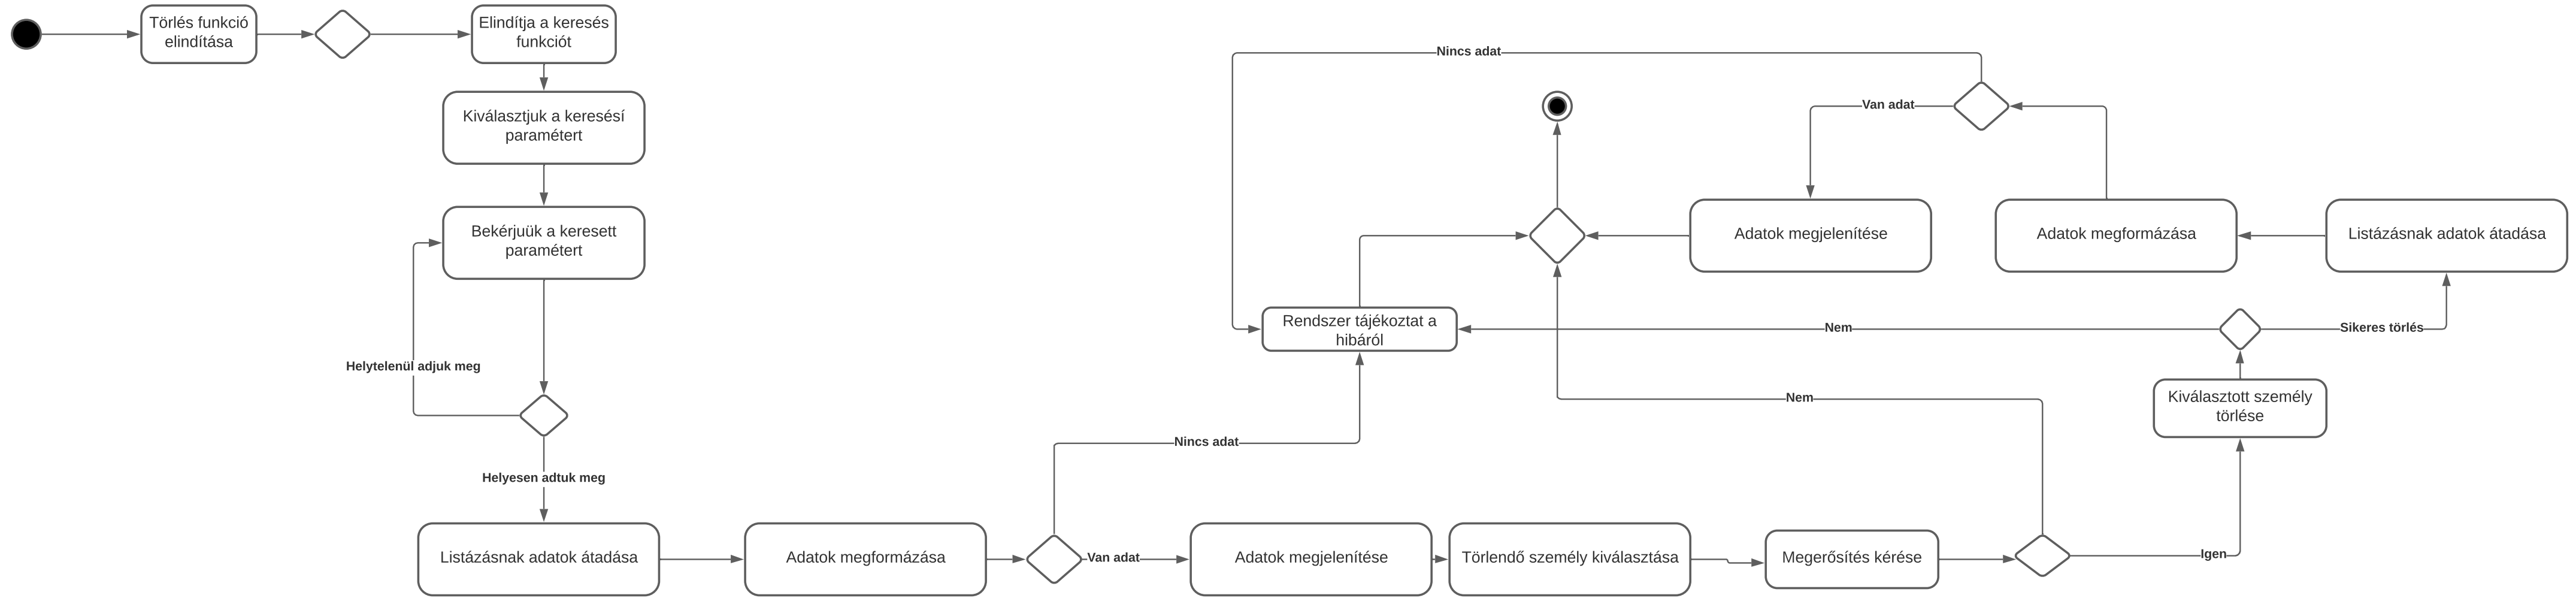 Törlés funkció
elindítása
Elindítja a keresés
funkciót
Kiválasztjuk a keresésí
paramétert
Bekérjuük a keresett
paramétert
Helytelenül adjuk meg
Helyesen adtuk meg
Listázásnak adatok átadása
Adatok megformázása
Nincs adat
Van adat
Adatok megjelenítése
Törlendő személy kiválasztása
Megerősítés kérése
Nem
Igen
Kiválasztott személy
törlése
Nem
Sikeres törlés
Rendszer tájékoztat a
hibáról
Listázásnak adatok átadása
Adatok megformázása
Nincs adat
Van adat
Adatok megjelenítése